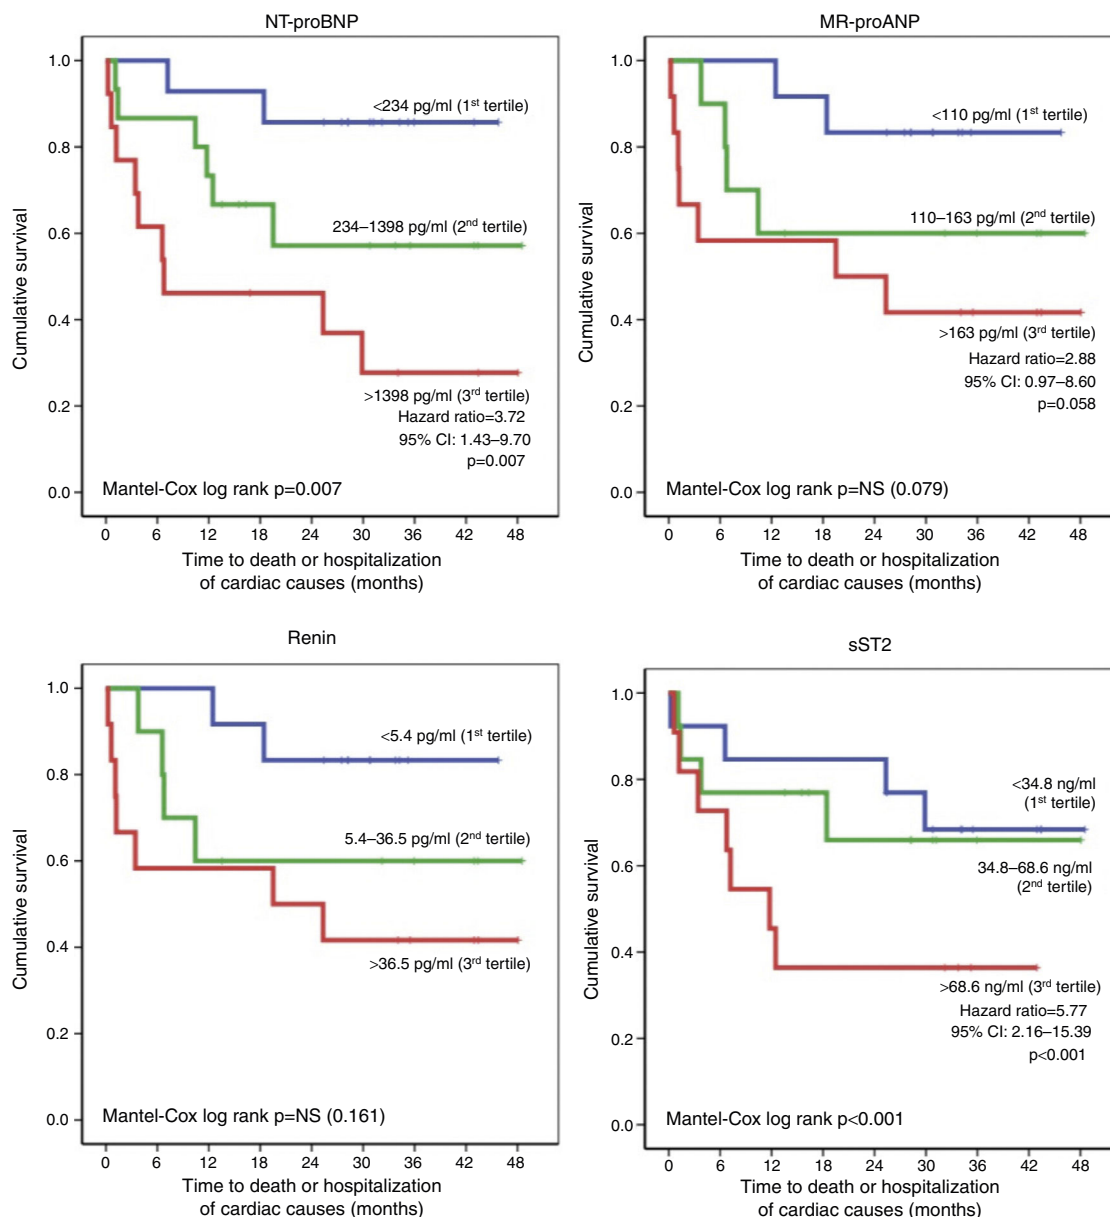 NT-proBNP
1.0
0.8
0.6
0.4
0.2
0.0
Cumulative survival
<234 pg/ml (1st tertile)
234–1398 pg/ml (2nd tertile)
>1398 pg/ml (3rd tertile)
Hazard ratio=3.72
95% CI: 1.43–9.70
p=0.007
Mantel-Cox log rank p=0.007
0 6 12 18 24 30 36 42 48
Time to death or hospitalization
of cardiac causes (months)
MR-proANP
1.0
0.8
0.6
0.4
0.2
0.0
Cumulative survival
<110 pg/ml (1st tertile)
110–163 pg/ml (2nd tertile)
>163 pg/ml (3rd tertile)
Hazard ratio=2.88
95% CI: 0.97–8.60
p=0.058
Mantel-Cox log rank p=NS (0.079)
0 6 12 18 24 30 36 42 48
Time to death or hospitalization
of cardiac causes (months)
Renin
1.0
0.8
0.6
0.4
0.2
0.0
Cumulative survival
<5.4 pg/ml (1st tertile)
5.4–36.5 pg/ml (2nd tertile)
>36.5 pg/ml (3rd tertile)
Mantel-Cox log rank p=NS (0.161)
0 6 12 18 24 30 36 42 48
Time to death or hospitalization
of cardiac causes (months)
sST2
1.0
0.8
0.6
0.4
0.2
0.0
Cumulative survival
<34.8 ng/ml
(1st tertile)
34.8–68.6 ng/ml
(2nd tertile)
>68.6 ng/ml (3rd tertile)
Hazard ratio=5.77
95% CI: 2.16–15.39
p<0.001
Mantel-Cox log rank p<0.001
0 6 12 18 24 30 36 42 48
Time to death or hospitalization
of cardiac causes (months)